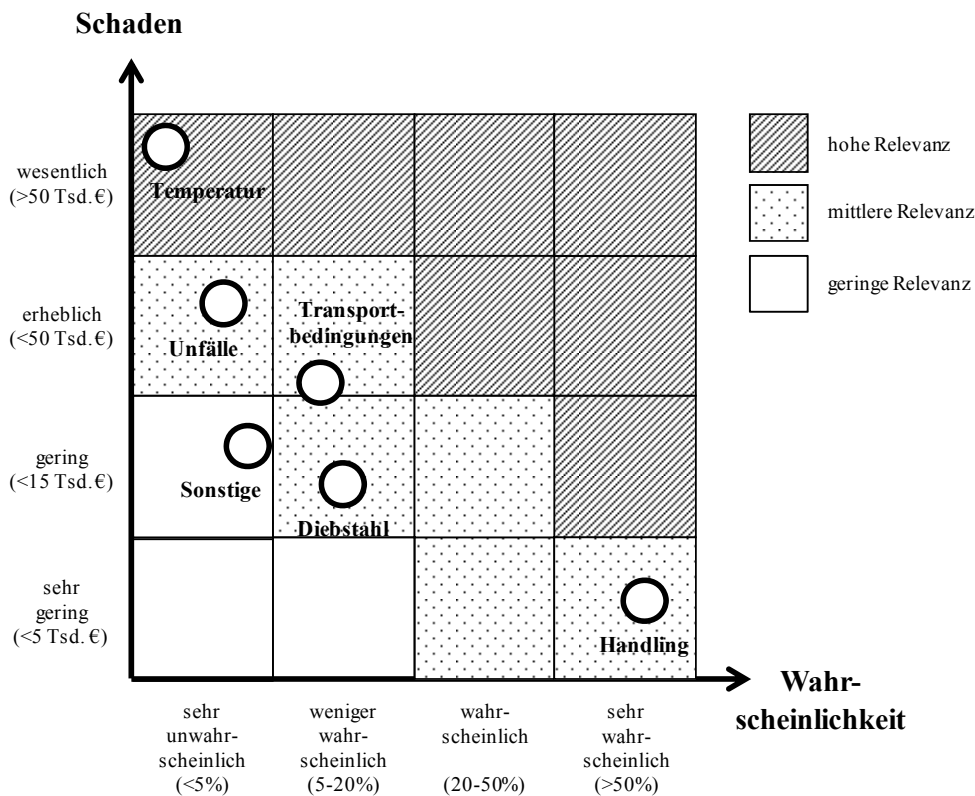 Schaden
wesentlich
(>50 Tsd. €)
Temperatur
hohe Relevanz
mittlere Relevanz
geringe Relevanz
erheblich
(<50 Tsd. €)
Unfälle
Transport-
bedingungen
gering
(<15 Tsd. €)
Sonstige
Diebstahl
sehr
gering
(<5 Tsd. €)
Handling
Wahr-
scheinlichkeit
sehr
unwahr-
scheinlich
(<5%)
weniger
wahr-
scheinlich
(5-20%)
wahr-
scheinlich
(20-50%)
sehr
wahr-
scheinlich
(>50%)